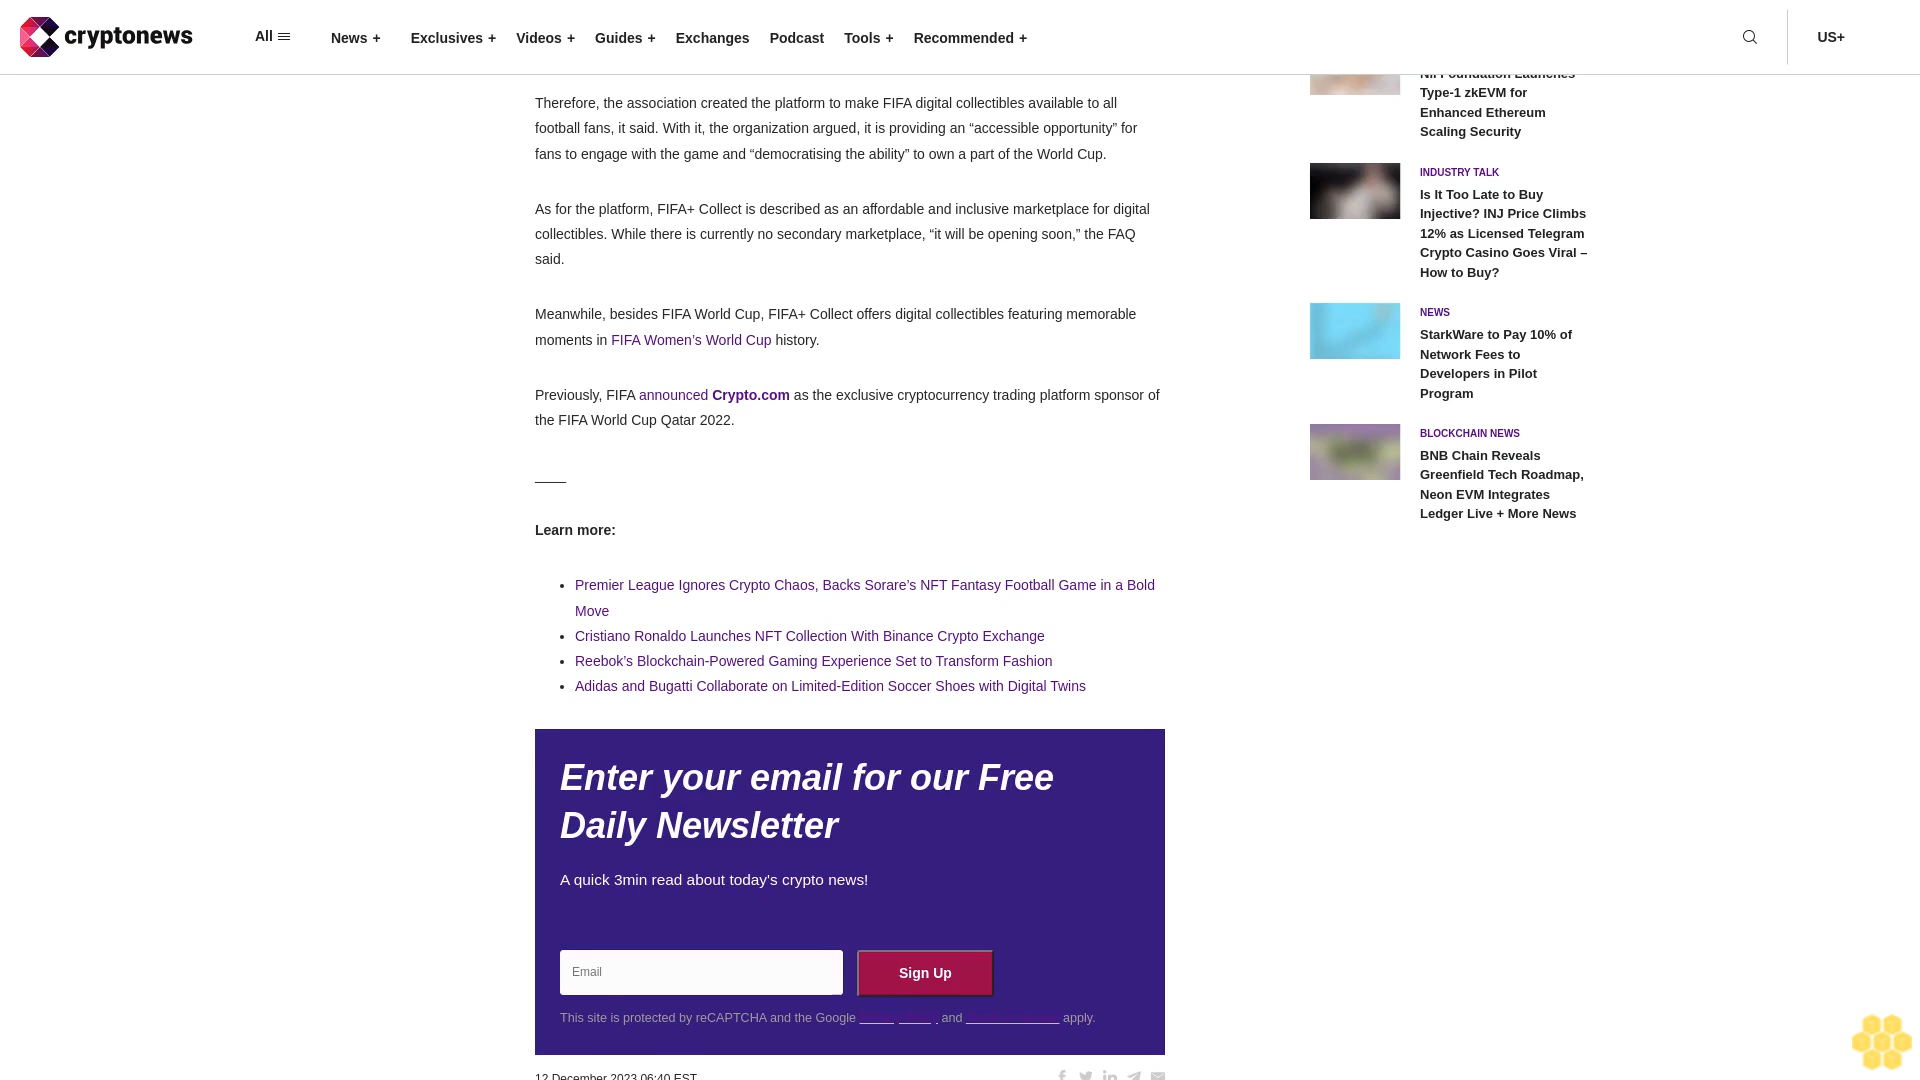 cryptonews
All
News +
Exclusives +
Videos +
Guides +
Exchanges
Podcast
Tools +
Recommended +
US+
Therefore, the association created the platform to make FIFA digital collectibles available to all
football fans, it said. With it, the organization argued, it is providing an “accessible opportunity” for
fans to engage with the game and “democratising the ability” to own a part of the World Cup.
As for the platform, FIFA+ Collect is described as an affordable and inclusive marketplace for digital
collectibles. While there is currently no secondary marketplace, “it will be opening soon,” the FAQ
said.
Meanwhile, besides FIFA World Cup, FIFA+ Collect offers digital collectibles featuring memorable
moments in FIFA Women’s World Cup history.
Previously, FIFA announced Crypto.com as the exclusive cryptocurrency trading platform sponsor of
the FIFA World Cup Qatar 2022.
____
Learn more:
• Premier League Ignores Crypto Chaos, Backs Sorare’s NFT Fantasy Football Game in a Bold
Move
• Cristiano Ronaldo Launches NFT Collection With Binance Crypto Exchange
• Reebok’s Blockchain-Powered Gaming Experience Set to Transform Fashion
• Adidas and Bugatti Collaborate on Limited-Edition Soccer Shoes with Digital Twins
Enter your email for our Free
Daily Newsletter
A quick 3min read about today's crypto news!
Email
Sign Up
This site is protected by reCAPTCHA and the Google and apply.
12 December 2023 06:40 EST
Foundation Launches
Type-1 zkEVM for
Enhanced Ethereum
Scaling Security
INDUSTRY TALK
Is It Too Late to Buy
Injective? INJ Price Climbs
12% as Licensed Telegram
Crypto Casino Goes Viral –
How to Buy?
NEWS
StarkWare to Pay 10% of
Network Fees to
Developers in Pilot
Program
BLOCKCHAIN NEWS
BNB Chain Reveals
Greenfield Tech Roadmap,
Neon EVM Integrates
Ledger Live + More News